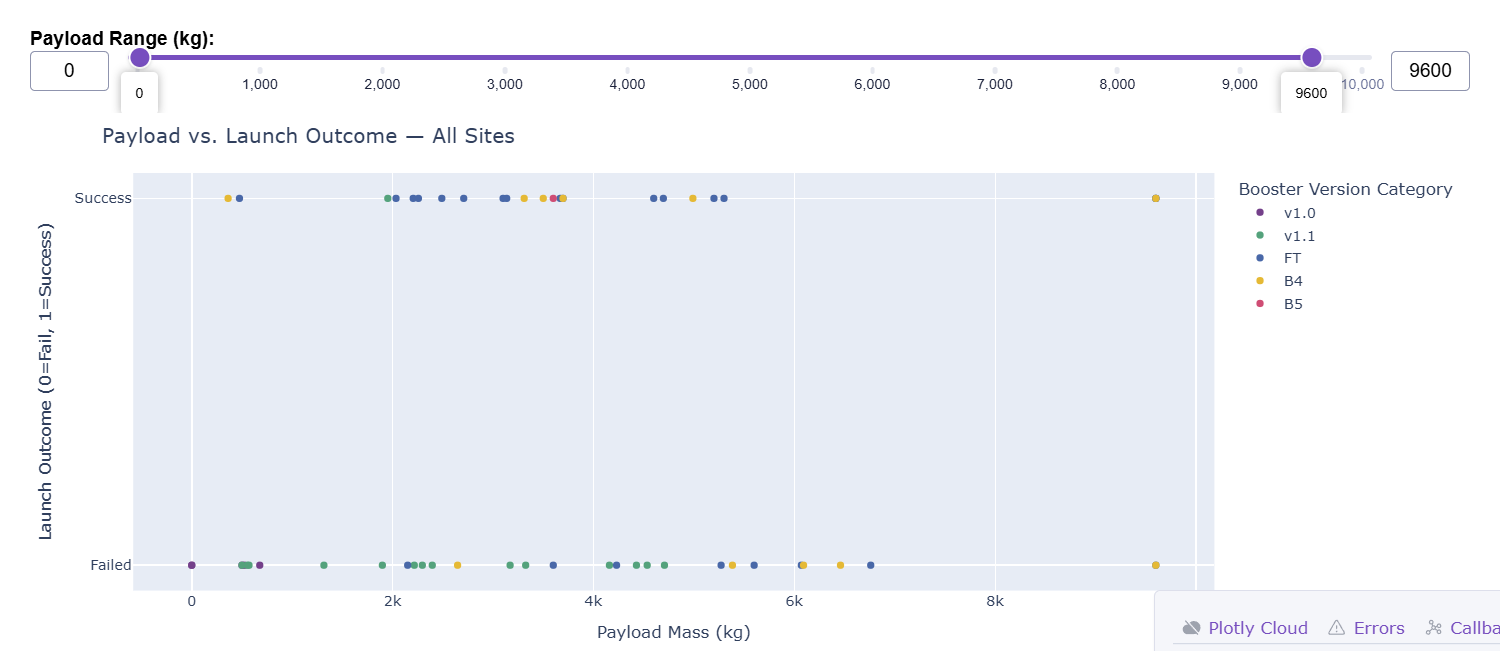 Payload Range (kg):
0
9600
1,000 2,000 3,000 4,000 5,000 6,000 7,000 8,000 9,000 10,000
0 9600
Payload vs. Launch Outcome — All Sites
Launch Outcome (0=Fail, 1=Success)
Success
Failed
0 2k 4k 6k 8k
Payload Mass (kg)
Booster Version Category
v1.0
v1.1
FT
B4
B5
Plotly Cloud Errors Callba